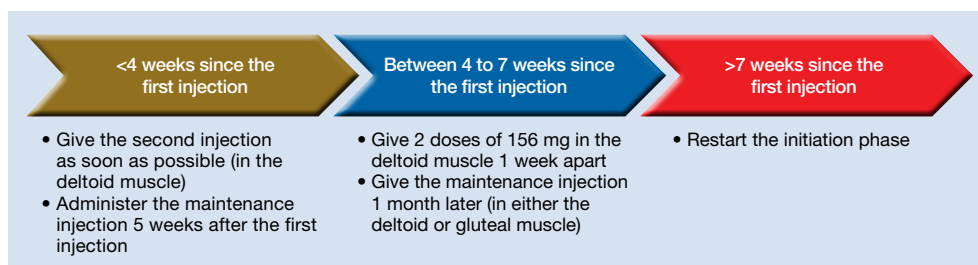 <4 weeks since the
first injection
• Give the second injection
as soon as possible (in the
deltoid muscle)
• Administer the maintenance
injection 5 weeks after the first
injection
Between 4 to 7 weeks since
the first injection
• Give 2 doses of 156 mg in the
deltoid muscle 1 week apart
• Give the maintenance injection
1 month later (in either the
deltoid or gluteal muscle)
>7 weeks since the
first injection
• Restart the initiation phase